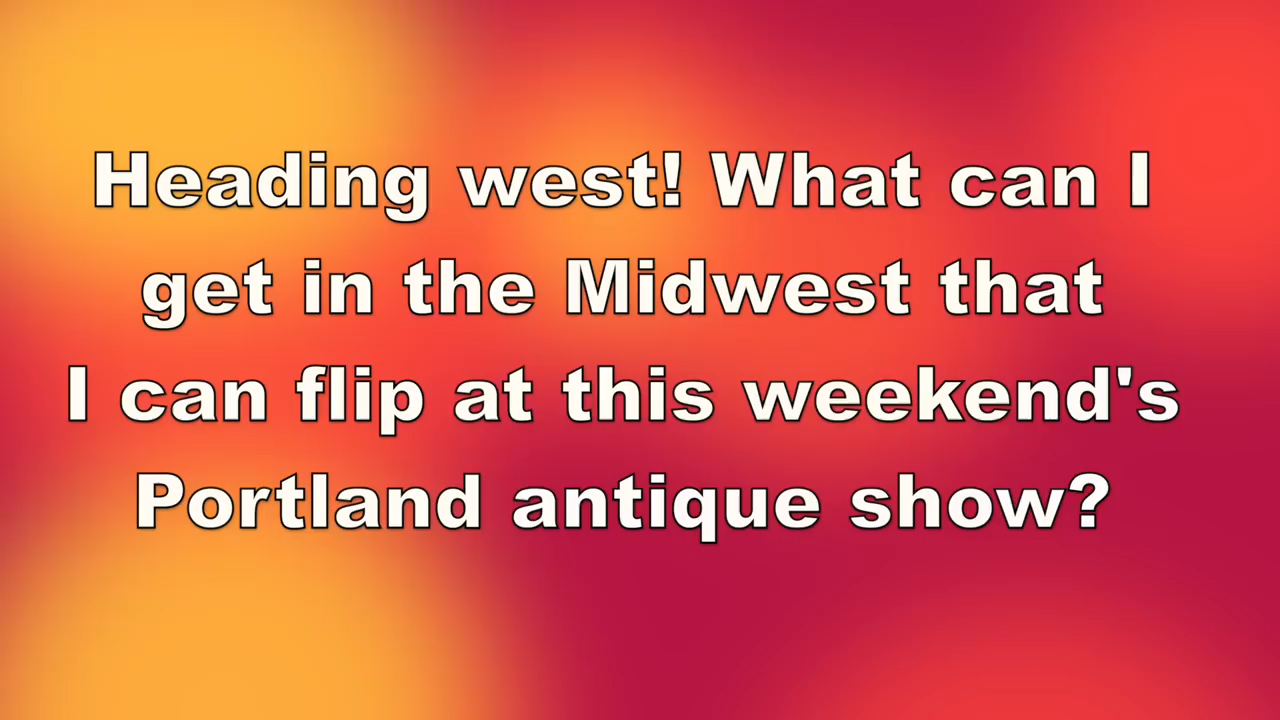 Heading west! What can I
get in the Midwest that
I can flip at this weekend's
Portland antique show?